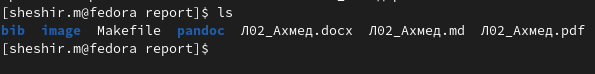 [sheshir.m@fedora report]$ ls
bib image Makefile pandoc Л02_Ахмед.docx Л02_Ахмед.md Л02_Ахмед.pdf
[sheshir.m@fedora report]$